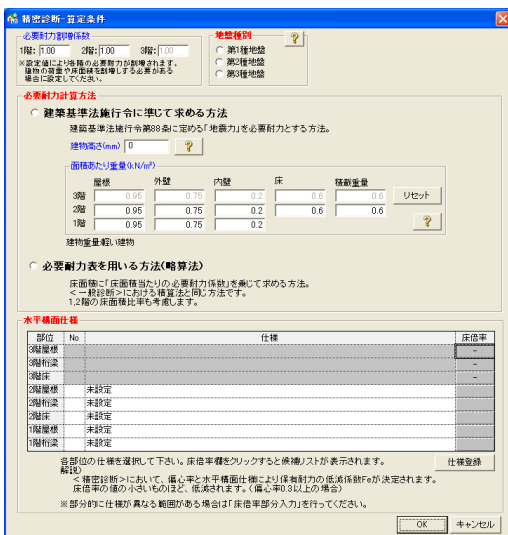 精密診断-算定条件
必要耐力割増係数
1階: 1.00 2階: 1.00 3階: 1.00
※設定値により各階の必要耐力が割増されます。
建物の荷重や床面積を割増しする必要がある
場合に設定してください。
地盤種別 ?
第1種地盤
第2種地盤
第3種地盤
必要耐力計算方法
建築基準法施行令に準じて求める方法
建築基準法施行令第88条に定める「地震力」を必要耐力とする方法。
建物高さ(mm) 0 ?
面積あたり重量(kN/m²)
屋根 外壁 内壁 床 積載重量
3階 0.95 0.75 0.2 0.6 0.6 リセット
2階 0.95 0.75 0.2 0.6 0.6
1階 0.95 0.75 0.2 ?
建物重量:軽い建物
必要耐力表を用いる方法(略算法)
床面積に「床面積当たりの必要耐力係数」を乗じて求める方法。
<一般診断>における積算法と同じ方法です。
1,2階の床面積比率も考慮します。
水平構面仕様
部位 No 仕様 床倍率
3階屋根 -
3階桁梁 -
3階床 -
2階屋根 未設定
2階桁梁 未設定
2階床 未設定
1階屋根 未設定
1階桁梁 未設定
各部位の仕様を選択して下さい。床倍率欄をクリックすると候補リストが表示されます。 仕様登録
解説)
<精密診断>において、偏心率と水平構面仕様により保有耐力の低減係数Feが決定されます。
床倍率の値の小さいものほど、低減されます。(偏心率0.3以上の場合)
※部分的に仕様が異なる範囲がある場合は「床倍率部分入力」を行ってください。
OK キャンセル